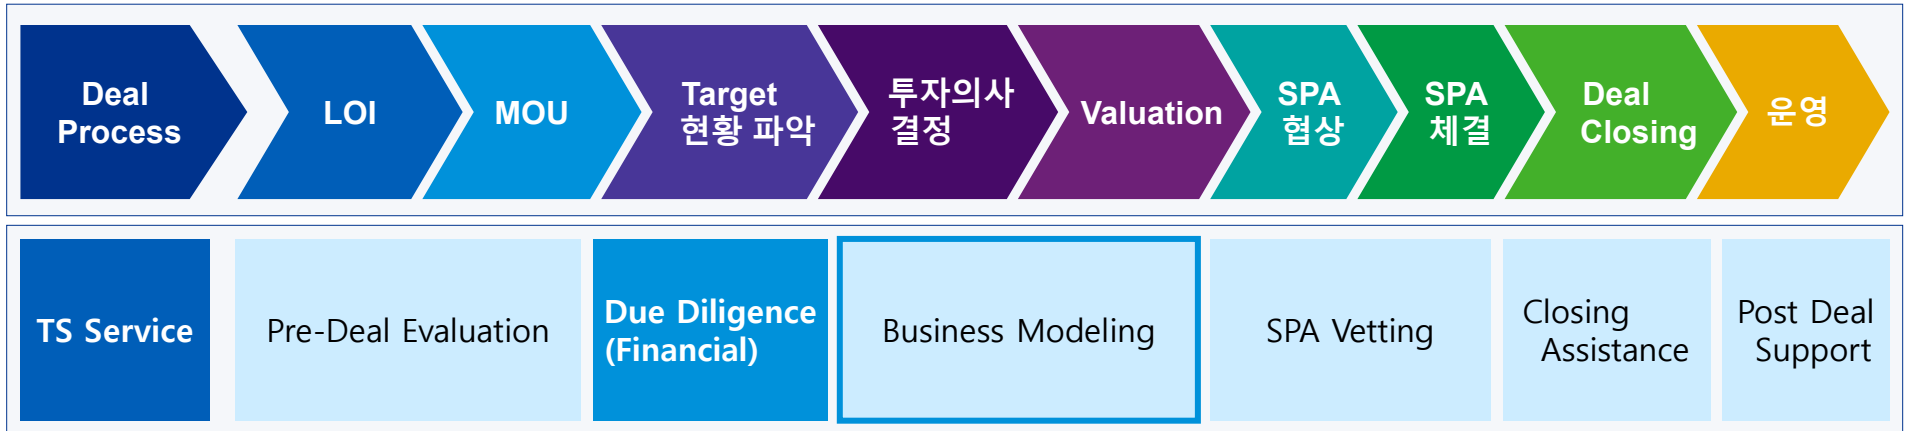 Deal
Process
LOI
MOU
Target
현황 파악
투자의사
결정
Valuation
SPA
협상
SPA
체결
Deal
Closing
운영
TS Service
Pre-Deal Evaluation
Due Diligence
(Financial)
Business Modeling
SPA Vetting
Closing
Assistance
Post Deal
Support